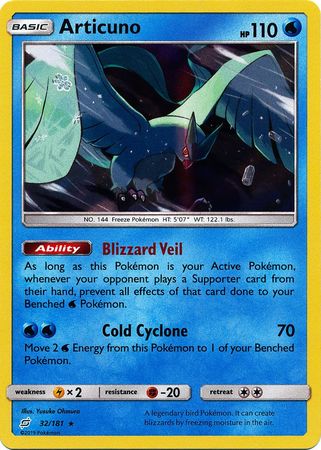 BASIC Articuno HP 110
NO. 144 Freeze Pokémon HT: 5'07" WT: 122.1 lbs.
Ability Blizzard Veil
As long as this Pokémon is your Active Pokémon,
whenever your opponent plays a Supporter card from
their hand, prevent all effects of that card done to your
Benched Pokémon.
Cold Cyclone 70
Move 2 Energy from this Pokémon to 1 of your Benched
Pokémon.
weakness × 2 resistance -20 retreat
Illus. Yusuke Ohmura
32/181 ★
©2019 Pokémon
A legendary bird Pokémon. It can create
blizzards by freezing moisture in the air.